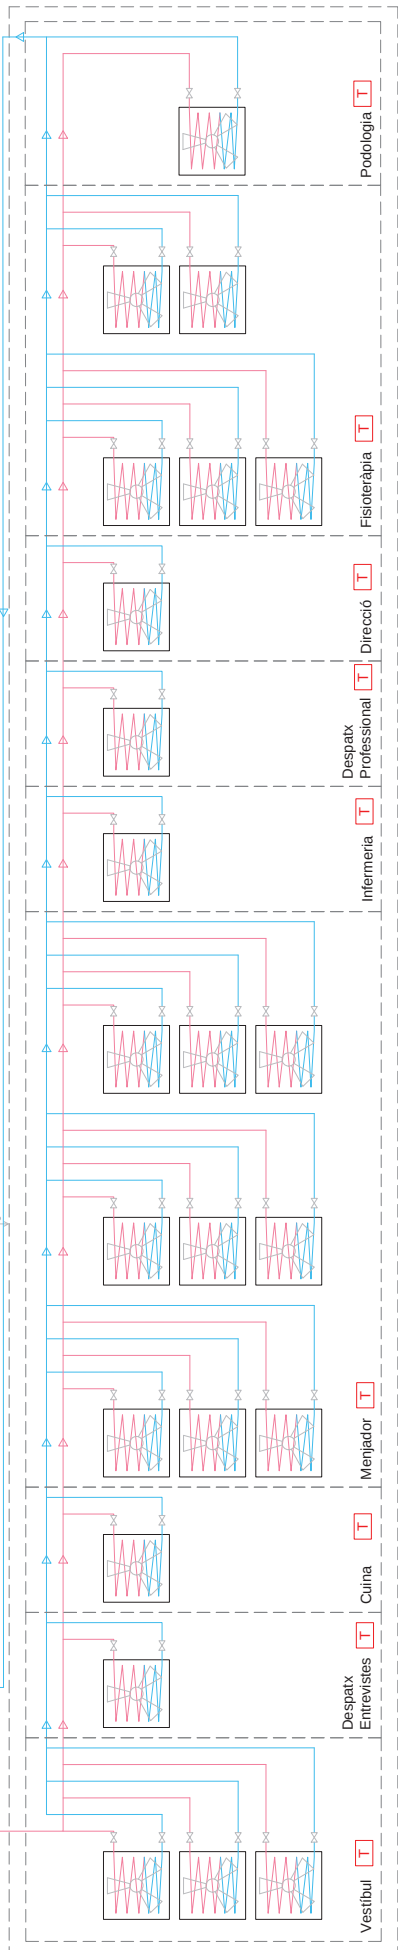 T
Podologia
T
Fisioteràpia
T
Direcció
T
Despatx
Professional
T
Infermeria
T
Menjador
T
Cuina
T
Despatx
Entrevistes
T
Vestíbul